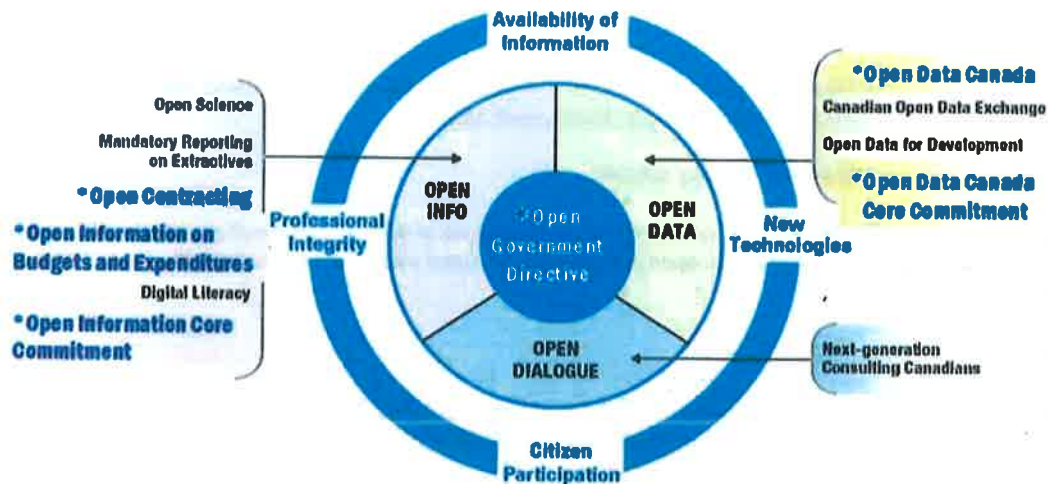 Availability of
Information
Open Science
Mandatory Reporting
on Extractives
*Open Contracting
*Open Information on
Budgets and Expenditures
Digital Literacy
*Open Information Core
Commitment
Professional
Integrity
OPEN
INFO
*Open
Government
Directive
OPEN
DATA
OPEN
DIALOGUE
New
Technologies
*Open Data Canada
Canadian Open Data Exchange
Open Data for Development
*Open Data Canada
Core Commitment
Next-generation
Consulting Canadians
Citizen
Participation